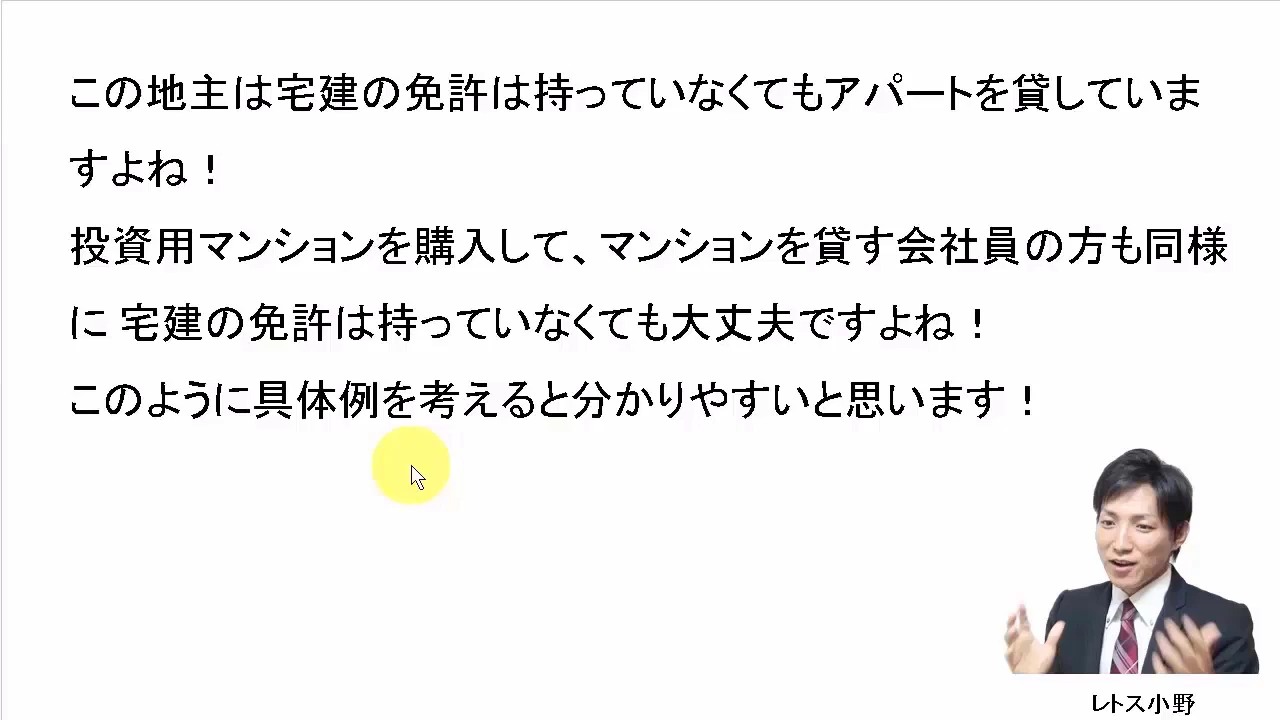 この地主は宅建の免許は持っていなくてもアパートを貸していま
すよね！
投資用マンションを購入して、マンションを貸す会社員の方も同様
に 宅建の免許は持っていなくても大丈夫ですよね！
このように具体例を考えると分かりやすいと思います！
レトス小野